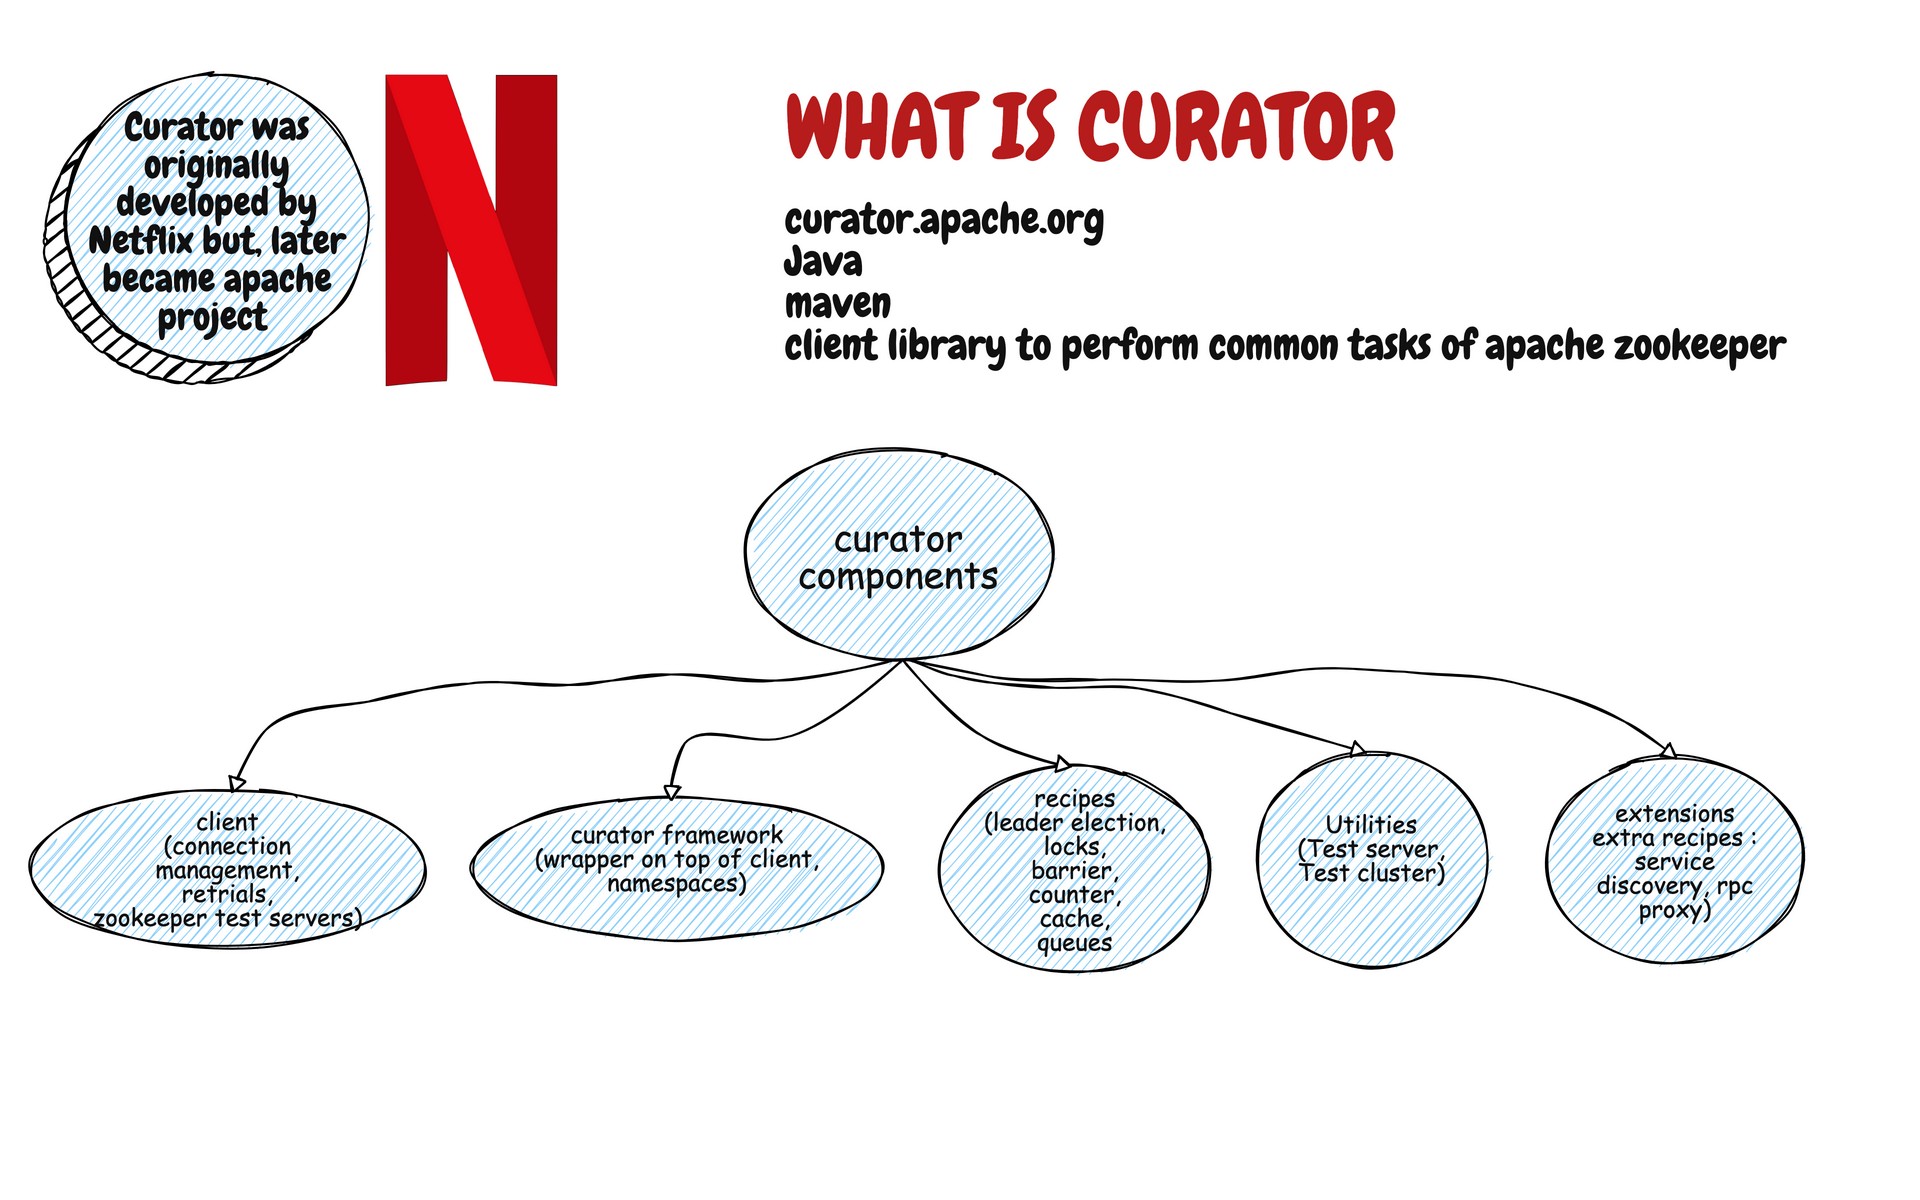 Curator was
originally
developed by
Netflix but, later
became apache
project
N
WHAT IS CURATOR
curator.apache.org
Java
maven
client library to perform common tasks of apache zookeeper
curator
components
client
(connection
management,
retrials,
zookeeper test servers)
curator framework
(wrapper on top of client,
namespaces)
recipes
(leader election,
locks,
barrier,
counter,
cache,
queues
Utilities
(Test server,
Test cluster)
extensions
extra recipes :
service
discovery, rpc
proxy)